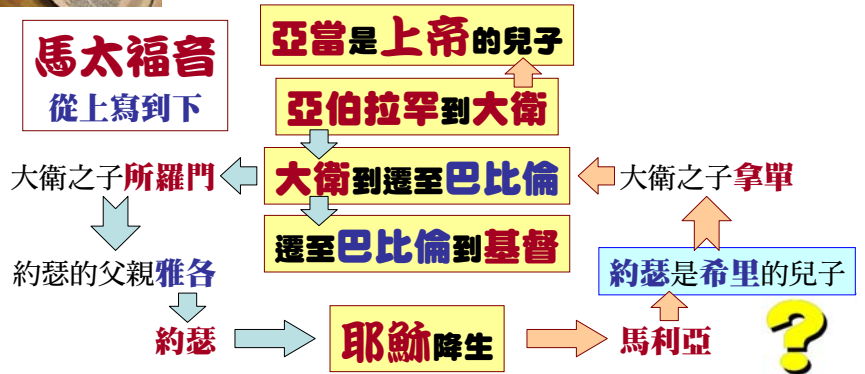 馬太福音
從上寫到下
亞當是上帝的兒子
亞伯拉罕到大衛
大衛之子所羅門
大衛到遷至巴比倫
大衛之子拿單
約瑟的父親雅各
遷至巴比倫到基督
約瑟是希里的兒子
約瑟
耶穌降生
馬利亞
?